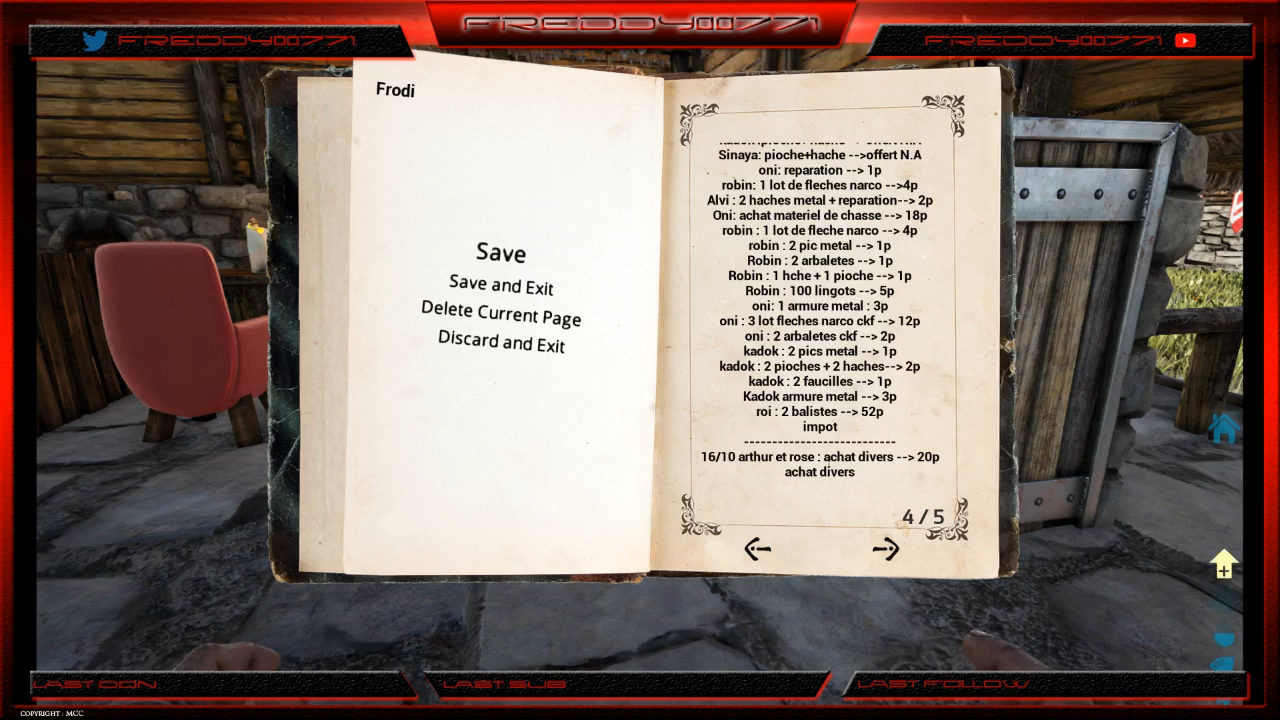 FREDDY00771
FREDDY00771
FREDDY00771
Frodi
Save
Save and Exit
Delete Current Page
Discard and Exit
Sinaya: pioche+hache -->offert N.A
oni: reparation --> 1p
robin: 1 lot de fleches narco -->4p
Alvi : 2 haches metal + reparation--> 2p
Oni: achat materiel de chasse --> 18p
robin : 1 lot de fleche narco --> 4p
robin : 2 pic metal --> 1p
Robin : 2 arbaletes --> 1p
Robin : 1 hche + 1 pioche --> 1p
Robin : 100 lingots --> 5p
oni: 1 armure metal : 3p
oni : 3 lot fleches narco ckf --> 12p
oni : 2 arbaletes ckf --> 2p
kadok : 2 pics metal --> 1p
kadok : 2 pioches + 2 haches--> 2p
kadok : 2 faucilles --> 1p
Kadok armure metal --> 3p
roi : 2 balistes --> 52p
impot
---------------------------
16/10 arthur et rose : achat divers --> 20p
achat divers
4 / 5
LAST DON
LAST SUB
LAST FOLLOW
COPYRIGHT : MCC